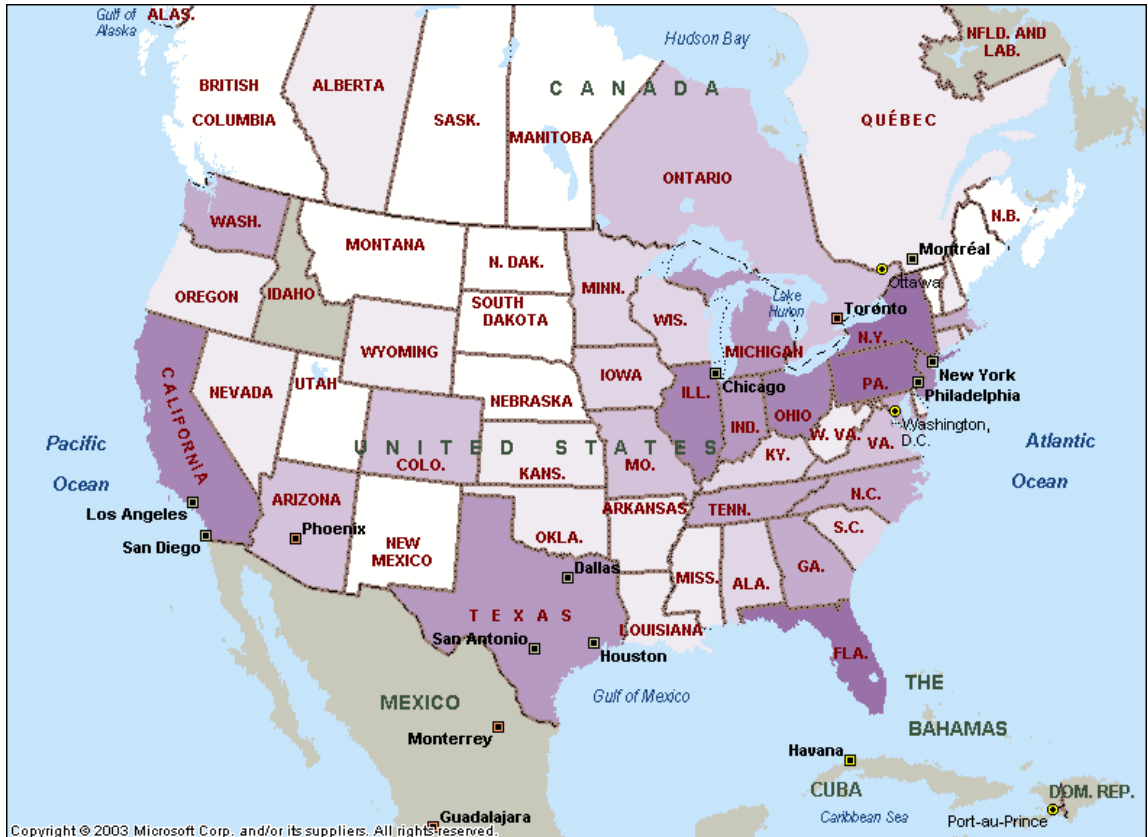 Gulf of
Alaska
ALAS.
Hudson Bay
NFLD. AND
LAB.
BRITISH
COLUMBIA
ALBERTA
CANADA
SASK.
MANITOBA
QUÉBEC
ONTARIO
WASH.
N.B.
MONTANA
Montréal
N. DAK.
Ottawa
OREGON
IDAHO
MINN.
SOUTH
DAKOTA
Lake
Huron
Toronto
WIS.
N.Y.
WYOMING
MICHIGAN
New York
IOWA
Chicago
PA.
Philadelphia
CALIFORNIA
NEVADA
UTAH
NEBRASKA
ILL.
IND.
OHIO
Washington,
D.C.
W. VA.
VA.
Pacific
Ocean
UNITED STATES
Atlantic
Ocean
COLO.
KANS.
MO.
KY.
ARIZONA
N.C.
Los Angeles
ARKANSAS
TENN.
Phoenix
OKLA.
S.C.
San Diego
NEW
MEXICO
Dallas
MISS.
ALA.
GA.
TEXAS
LOUISIANA
San Antonio
Houston
FLA.
Gulf of Mexico
THE
BAHAMAS
MEXICO
Monterrey
Havana
CUBA
DOM. REP.
Guadalajara
Caribbean Sea
Port-au-Prince
Copyright © 2003 Microsoft Corp. and/or its suppliers. All rights reserved.